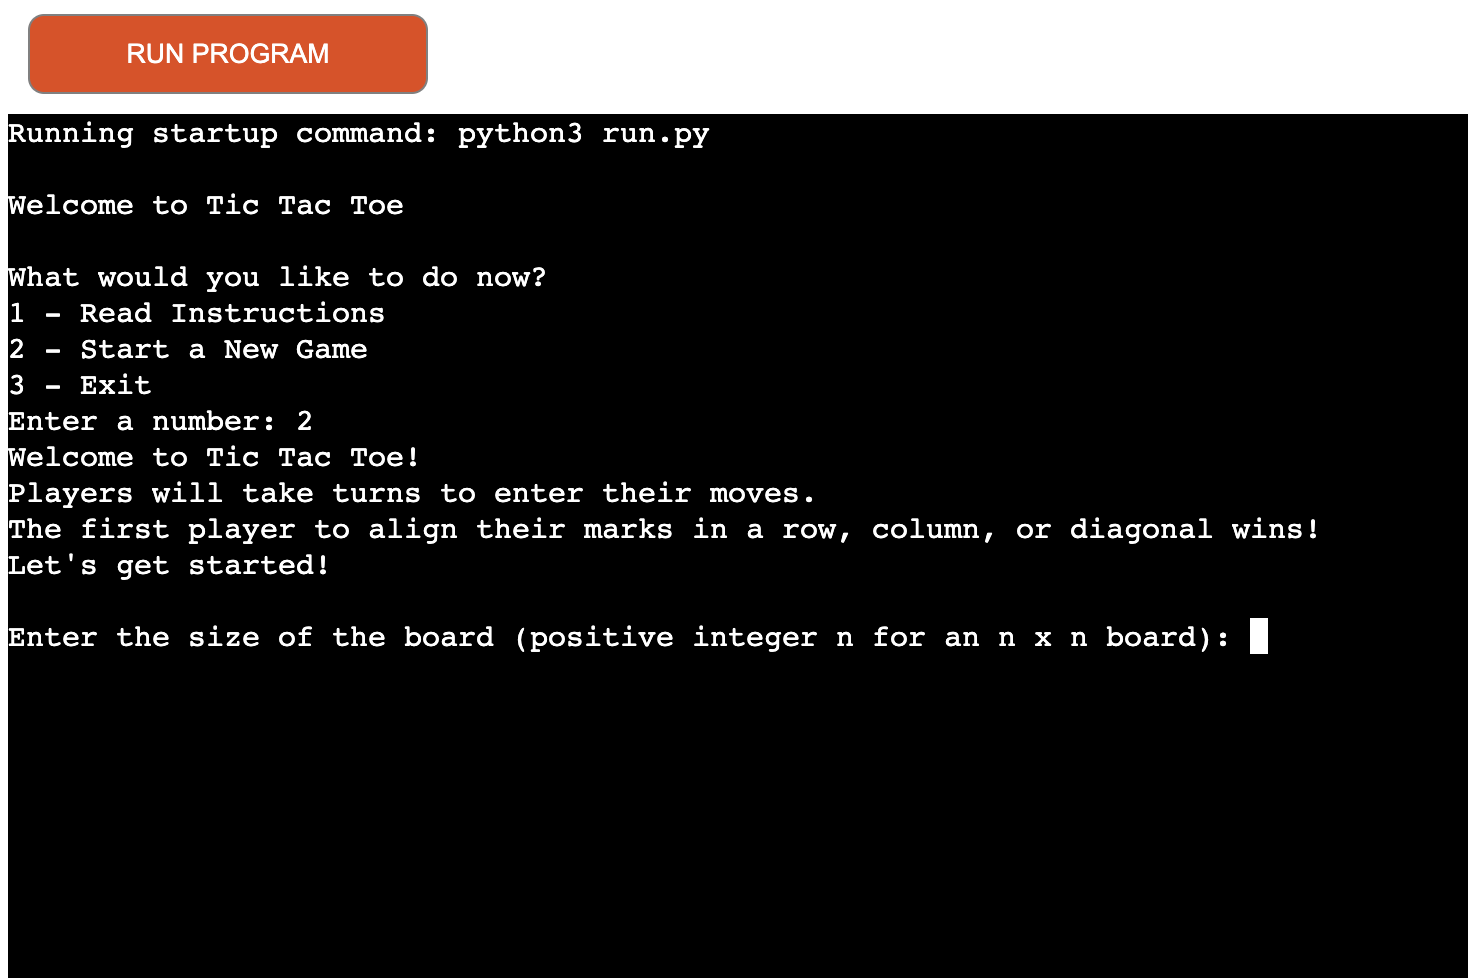 RUN PROGRAM
Running startup command: python3 run.py
Welcome to Tic Tac Toe
What would you like to do now?
1 - Read Instructions
2 - Start a New Game
3 - Exit
Enter a number: 2
Welcome to Tic Tac Toe!
Players will take turns to enter their moves.
The first player to align their marks in a row, column, or diagonal wins!
Let's get started!
Enter the size of the board (positive integer n for an n x n board):